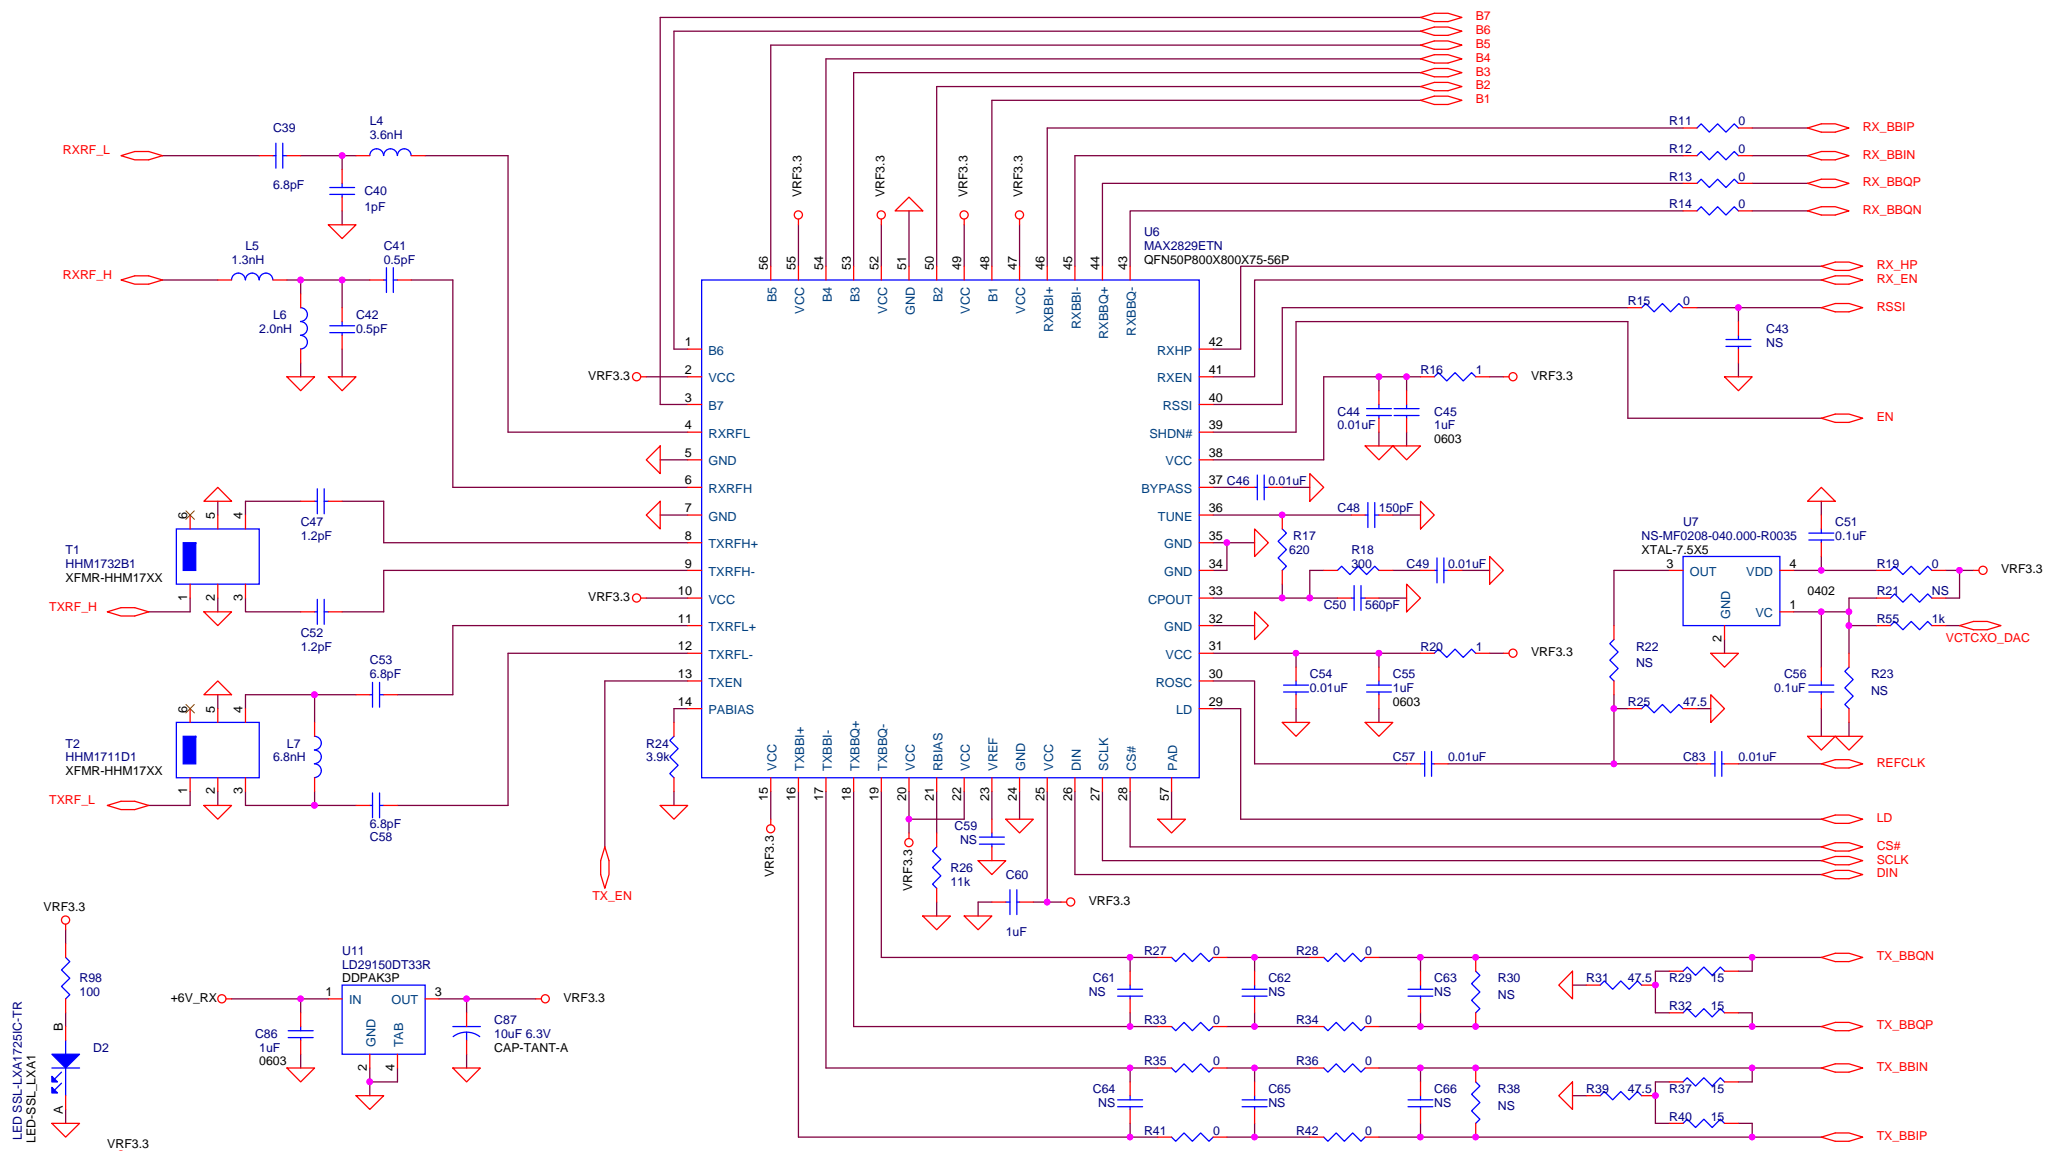 B7
B6
B5
B4
B3
B2
B1
RXRF_L
C39
6.8pF
L4
3.6nH
C40
1pF
RXRF_H
L5
1.3nH
L6
2.0nH
C41
0.5pF
C42
0.5pF
VRF3.3
VRF3.3
VRF3.3
VRF3.3
R11 0 RX_BBIP
R12 0 RX_BBIN
R13 0 RX_BBQP
R14 0 RX_BBQN
U6
MAX2829ETN
QFN50P800X800X75-56P
56 55 54 53 52 51 50 49 48 47 46 45 44 43
B5 VCC B4 B3 VCC GND B2 VCC B1 VCC RXBBI+ RXBBI- RXBBQ+ RXBBQ-
1 B6
VRF3.3 2 VCC
3 B7
4 RXRFL
5 GND
6 RXRFH
7 GND
8 TXRFH+
9 TXRFH-
VRF3.3 10 VCC
11 TXRFL+
12 TXRFL-
13 TXEN
14 PABIAS
RXHP 42
RXEN 41
RSSI 40
SHDN# 39
VCC 38
BYPASS 37
TUNE 36
GND 35
GND 34
CPOUT 33
GND 32
VCC 31
ROSC 30
LD 29
VCC TXBBI+ TXBBI- TXBBQ+ TXBBQ- VCC RBIAS VCC VREF GND VCC DIN SCLK CS# PAD
15 16 17 18 19 20 21 22 23 24 25 26 27 28 57
RX_HP
RX_EN
R15 0 RSSI
C43
NS
EN
R16 1 VRF3.3
C44
0.01uF
C45
1uF
0603
C46 0.01uF
C48 150pF
R17
620
R18
300
C49 0.01uF
C50 560pF
R20 1 VRF3.3
C54
0.01uF
C55
1uF
0603
U7
NS-MF0208-040.000-R0035
XTAL-7.5X5
3 OUT VDD 4
GND
VC 1
2
0402
C51
0.1uF
R19 0 VRF3.3
R21 NS
R55 1k
VCTCXO_DAC
R22
NS
R25 47.5
C56
0.1uF
R23
NS
C57 0.01uF
C83 0.01uF REFCLK
LD
CS#
SCLK
DIN
T1
HHM1732B1
XFMR-HHM17XX
6 5 4
1 2 3
TXRF_H
C47
1.2pF
C52
1.2pF
T2
HHM1711D1
XFMR-HHM17XX
6 5 4
1 2 3
TXRF_L
L7
6.8nH
C53
6.8pF
6.8pF
C58
R24
3.9k
TX_EN
VRF3.3
VRF3.3
R26
11k
C59
NS
C60
1uF
VRF3.3
VRF3.3
R98
100
B
D2
A
LED SSL-LXA1725IC-TR
LED-SSL_LXA1
VRF3.3
U11
LD29150DT33R
DDPAK3P
+6V_RX 1 IN OUT 3 VRF3.3
GND TAB
2 4
C86
1uF
0603
C87
10uF 6.3V
CAP-TANT-A
R27 0 R28 0 TX_BBQN
C61
NS
C62
NS
C63
NS
R30
NS
R31 47.5 R29 15
R32 15
R33 0 R34 0 TX_BBQP
R35 0 R36 0 TX_BBIN
C64
NS
C65
NS
C66
NS
R38
NS
R39 47.5 R37 15
R40 15
R41 0 R42 0 TX_BBIP